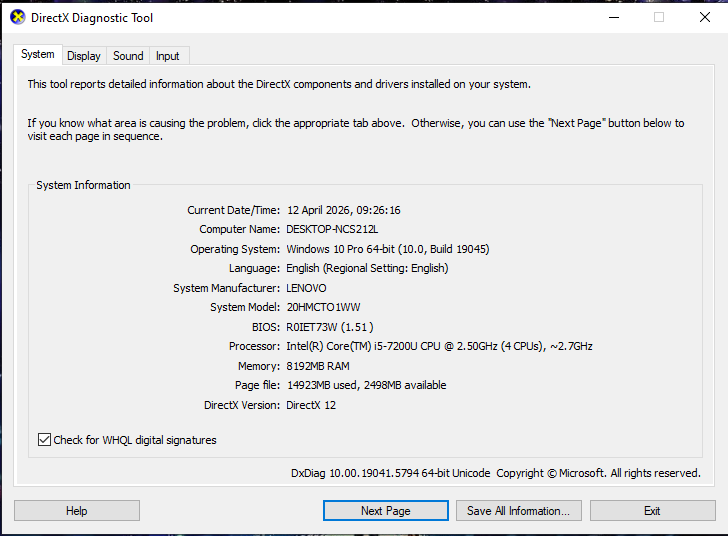 DirectX Diagnostic Tool
System Display Sound Input
This tool reports detailed information about the DirectX components and drivers installed on your system.
If you know what area is causing the problem, click the appropriate tab above.  Otherwise, you can use the "Next Page" button below to
visit each page in sequence.
System Information
Current Date/Time: 12 April 2026, 09:26:16
Computer Name: DESKTOP-NCS212L
Operating System: Windows 10 Pro 64-bit (10.0, Build 19045)
Language: English (Regional Setting: English)
System Manufacturer: LENOVO
System Model: 20HMCTO1WW
BIOS: R0IET73W (1.51 )
Processor: Intel(R) Core(TM) i5-7200U CPU @ 2.50GHz (4 CPUs), ~2.7GHz
Memory: 8192MB RAM
Page file: 14923MB used, 2498MB available
DirectX Version: DirectX 12
Check for WHQL digital signatures
DxDiag 10.00.19041.5794 64-bit Unicode  Copyright © Microsoft. All rights reserved.
Help Next Page Save All Information... Exit